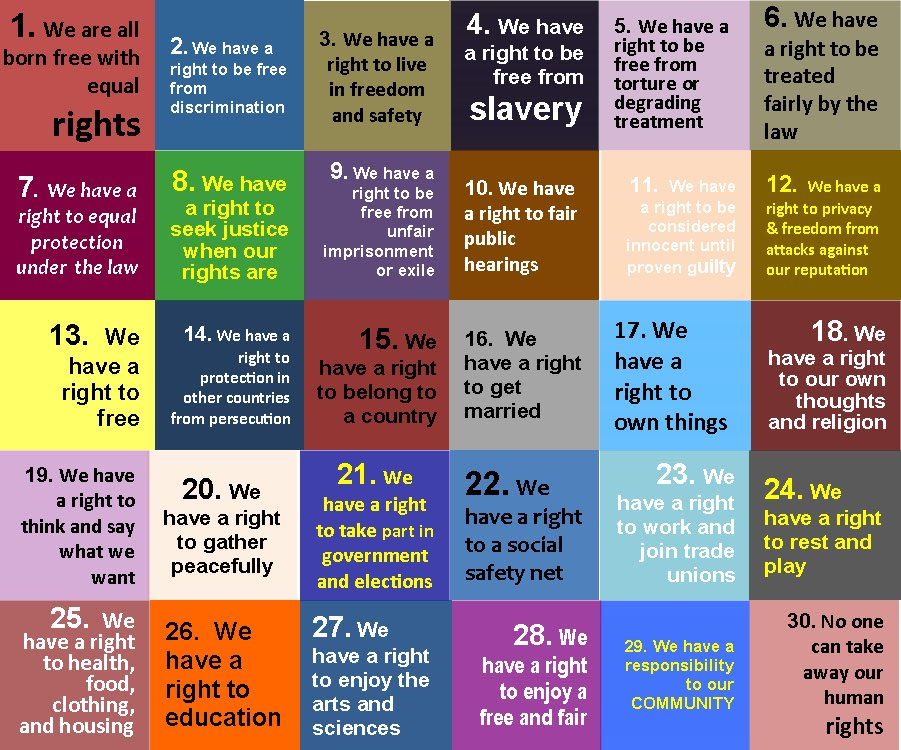 1. We are all
born free with
equal
rights
2. We have a
right to be free
from
discrimination
3. We have a
right to live
in freedom
and safety
4. We have
a right to be
free from
slavery
5. We have a
right to be
free from
torture or
degrading
treatment
6. We have
a right to be
treated
fairly by the
law
7. We have a
right to equal
protection
under the law
8. We have
a right to
seek justice
when our
rights are
9. We have a
right to be
free from
unfair
imprisonment
or exile
10. We have
a right to fair
public
hearings
11. We have
a right to be
considered
innocent until
proven guilty
12. We have a
right to privacy
& freedom from
attacks against
our reputation
13. We
have a
right to
free
14. We have a
right to
protection in
other countries
from persecution
15. We
have a right
to belong to
a country
16. We
have a right
to get
married
17. We
have a
right to
own things
18. We
have a right
to our own
thoughts
and religion
19. We have
a right to
think and say
what we
want
20. We
have a right
to gather
peacefully
21. We
have a right
to take part in
government
and elections
22. We
have a right
to a social
safety net
23. We
have a right
to work and
join trade
unions
24. We
have a right
to rest and
play
25. We
have a right
to health,
food,
clothing,
and housing
26. We
have a
right to
education
27. We
have a right
to enjoy the
arts and
sciences
28. We
have a right
to enjoy a
free and fair
29. We have a
responsibility
to our
COMMUNITY
30. No one
can take
away our
human
rights